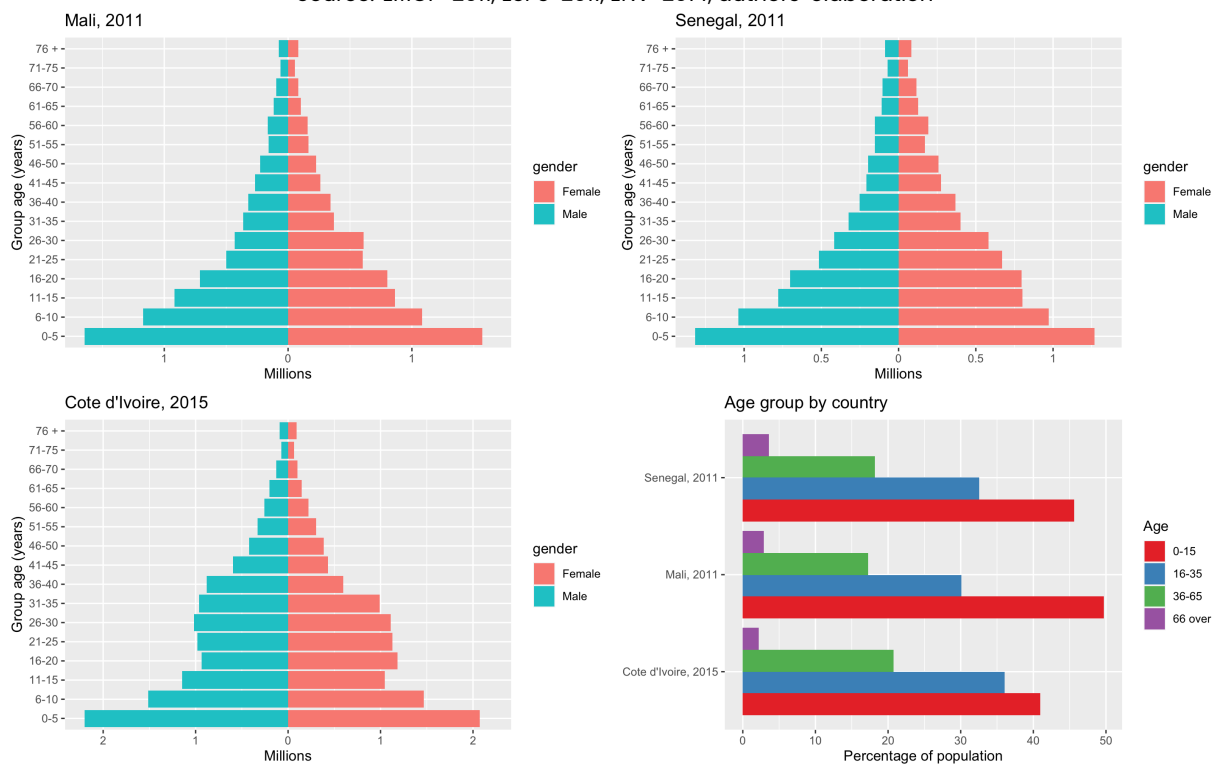 Mali, 2011
76 +
71-75
66-70
61-65
56-60
51-55
46-50
41-45
36-40
31-35
26-30
21-25
16-20
11-15
6-10
0-5
Group age (years)
1
0
1
Millions
gender
Female
Male
Senegal, 2011
76 +
71-75
66-70
61-65
56-60
51-55
46-50
41-45
36-40
31-35
26-30
21-25
16-20
11-15
6-10
0-5
Group age (years)
1
0.5
0
0.5
1
Millions
gender
Female
Male
Cote d'Ivoire, 2015
76 +
71-75
66-70
61-65
56-60
51-55
46-50
41-45
36-40
31-35
26-30
21-25
16-20
11-15
6-10
0-5
Group age (years)
2
1
0
1
2
Millions
gender
Female
Male
Age group by country
Senegal, 2011
Mali, 2011
Cote d'Ivoire, 2015
0
10
20
30
40
50
Percentage of population
Age
0-15
16-35
36-65
66 over